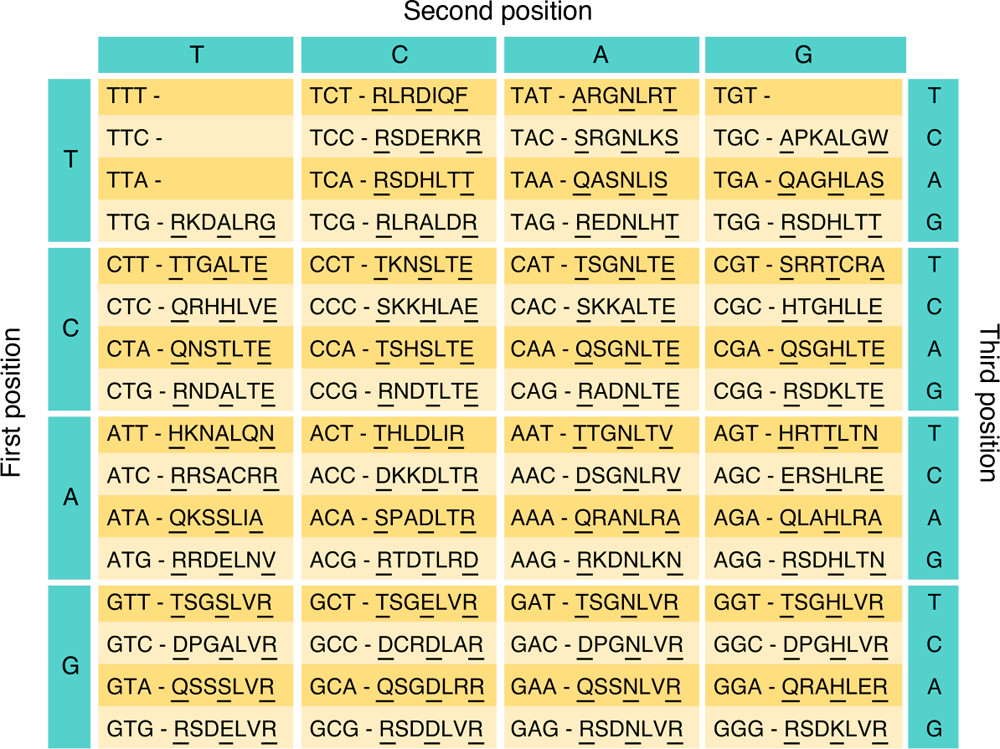 Second position
T C A G
TTT - TCT - RLRDIQF TAT - ARGNLRT TGT - T
TTC - TCC - RSDERKR TAC - SRGNLKS TGC - APKALGW C
T
TTA - TCA - RSDHLTT TAA - QASNLIS TGA - QAGHLAS A
TTG - RKDALRG TCG - RLRALDR TAG - REDNLHT TGG - RSDHLTT G
CTT - TTGALTE CCT - TKNSLTE CAT - TSGNLTE CGT - SRRTCRA T
CTC - QRHHLVE CCC - SKKHLAE CAC - SKKALTE CGC - HTGHLLE C
C
CTA - QNSTLTE CCA - TSHSLTE CAA - QSGNLTE CGA - QSGHLTE A
CTG - RNDALTE CCG - RNDTLTE CAG - RADNLTE CGG - RSDKLTE G
First position
Third position
ATT - HKNALQN ACT - THLDLIR AAT - TTGNLTV AGT - HRTTLTN T
ATC - RRSACRR ACC - DKKDLTR AAC - DSGNLRV AGC - ERSHLRE C
A
ATA - QKSSLIA ACA - SPADLTR AAA - QRANLRA AGA - QLAHLRA A
ATG - RRDELNV ACG - RTDTLRD AAG - RKDNLKN AGG - RSDHLTN G
GTT - TSGSLVR GCT - TSGELVR GAT - TSGNLVR GGT - TSGHLVR T
GTC - DPGALVR GCC - DCRDLAR GAC - DPGNLVR GGC - DPGHLVR C
G
GTA - QSSSLVR GCA - QSGDLRR GAA - QSSNLVR GGA - QRAHLER A
GTG - RSDELVR GCG - RSDDLVR GAG - RSDNLVR GGG - RSDKLVR G